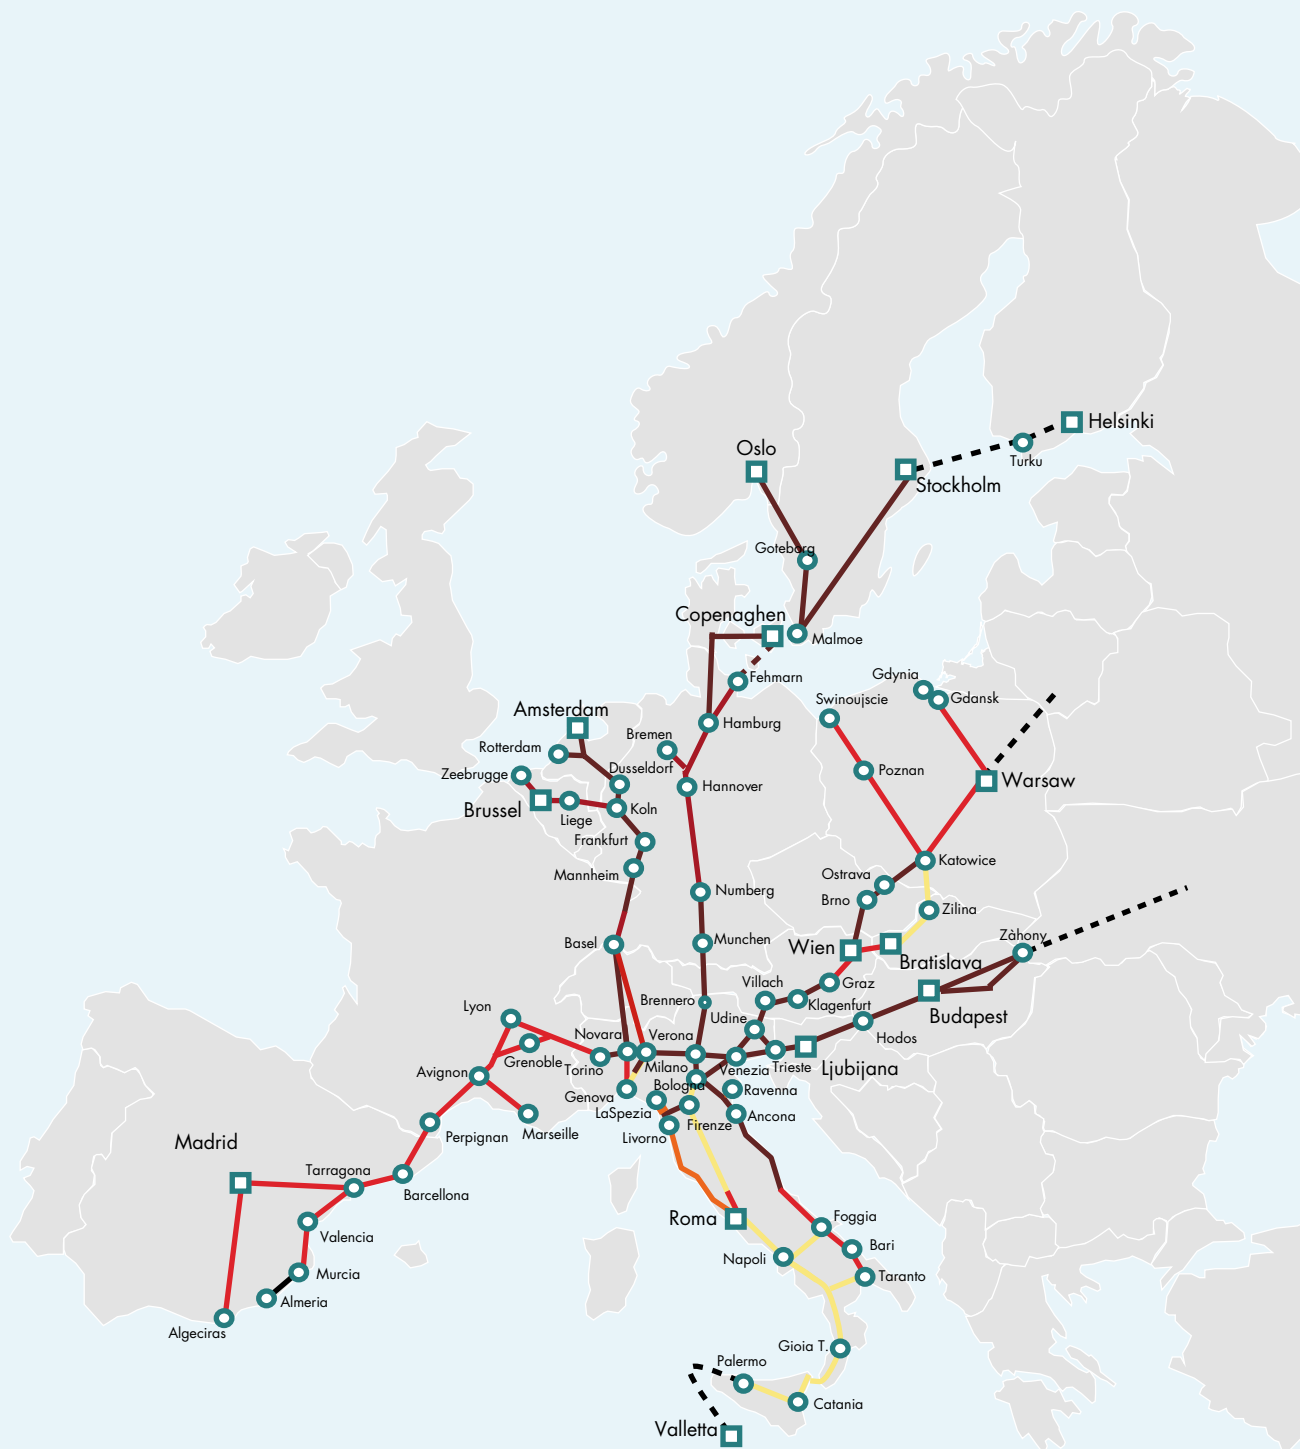 Helsinki
Oslo
Turku
Stockholm
Goteborg
Copenaghen
Malmoe
Gdynia
Fehmarn
Swinoujscie
Gdansk
Amsterdam
Hamburg
Bremen
Rotterdam
Dusseldorf
Poznan
Zeebrugge
Hannover
Warsaw
Brussel
Liege
Koln
Frankfurt
Katowice
Mannheim
Ostrava
Numberg
Brno
Zilina
Zàhony
Basel
Munchen
Wien
Bratislava
Villach
Graz
Brennero
Klagenfurt
Lyon
Udine
Budapest
Novara
Verona
Hodos
Grenoble
Torino
Milano
Venezia
Trieste
Ljubijana
Avignon
Bologna
Ravenna
Genova
LaSpezia
Ancona
Firenze
Marseille
Perpignan
Livorno
Madrid
Tarragona
Barcellona
Roma
Foggia
Valencia
Bari
Napoli
Murcia
Taranto
Almeria
Algeciras
Gioia T.
Palermo
Catania
Valletta